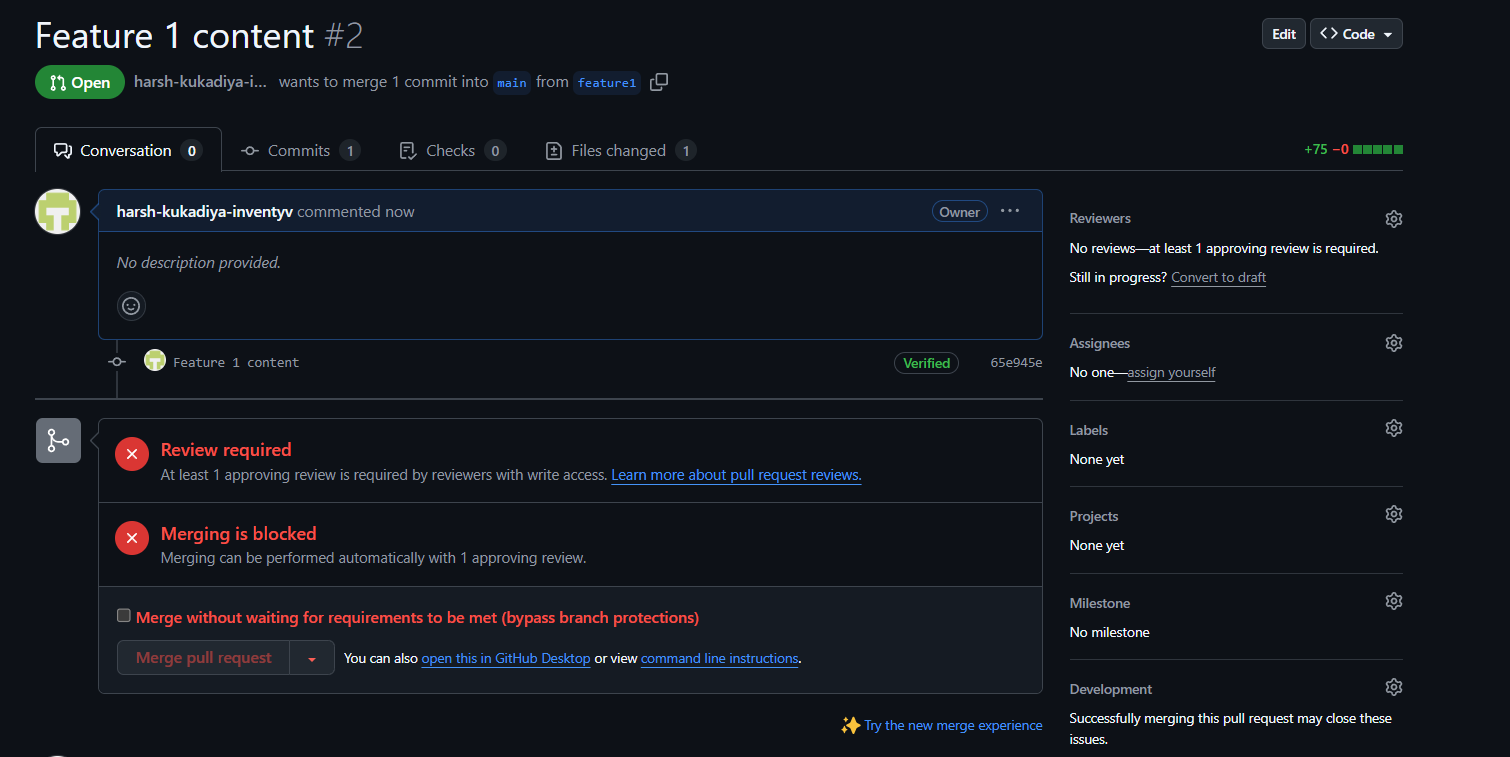 Feature 1 content #2
Edit
Code
Open
harsh-kukadiya-i... wants to merge 1 commit into main from feature1
Conversation 0
Commits 1
Checks 0
Files changed 1
+75 −0
harsh-kukadiya-inventyv commented now
Owner
No description provided.
Feature 1 content
Verified
65e945e
Review required
At least 1 approving review is required by reviewers with write access. Learn more about pull request reviews.
Merging is blocked
Merging can be performed automatically with 1 approving review.
Merge without waiting for requirements to be met (bypass branch protections)
Merge pull request
You can also open this in GitHub Desktop or view command line instructions.
Try the new merge experience
Reviewers
No reviews—at least 1 approving review is required.
Still in progress? Convert to draft
Assignees
No one—assign yourself
Labels
None yet
Projects
None yet
Milestone
No milestone
Development
Successfully merging this pull request may close these
issues.